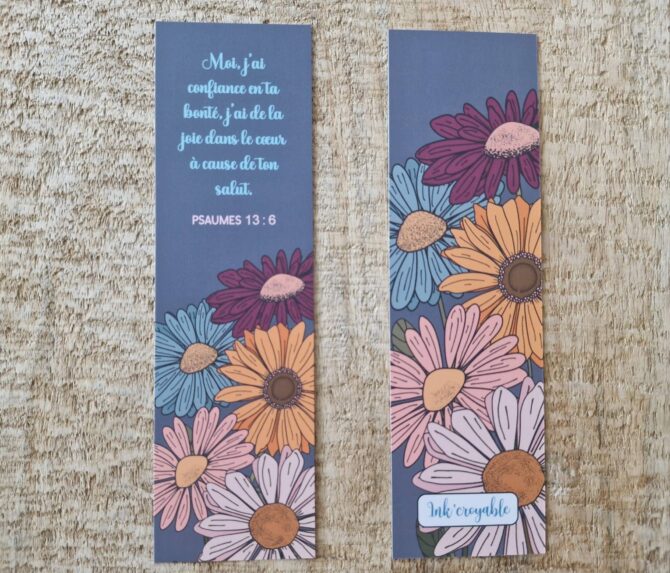 Moi, j'ai
confiance en ta
bonté, j'ai de la
joie dans le cœur
à cause de ton
salut.
PSAUMES 13 : 6
Ink'croyable